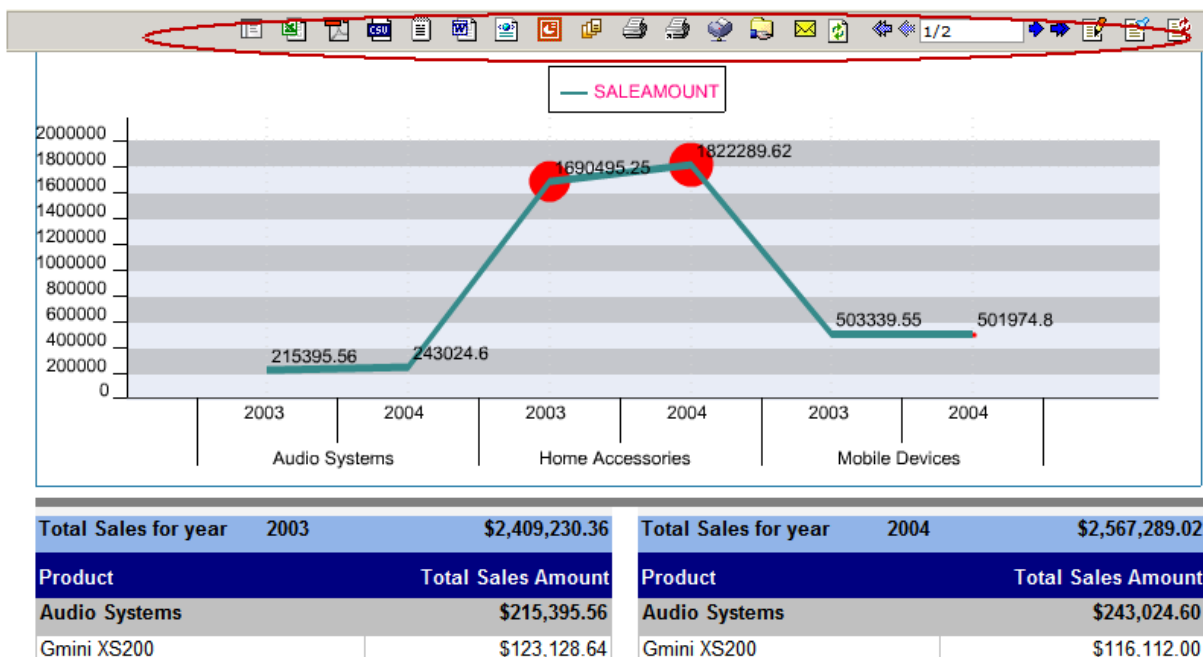 CSU
1/2
SALEAMOUNT
2000000
1800000
1600000
1400000
1200000
1000000
800000
600000
400000
200000
0
215395.56
243024.6
1690495.25
1822289.62
503339.55
501974.8
2003 2004 2003 2004 2003 2004
Audio Systems Home Accessories Mobile Devices
Total Sales for year 2003 $2,409,230.36 Total Sales for year 2004 $2,567,289.02
Product Total Sales Amount Product Total Sales Amount
Audio Systems $215,395.56 Audio Systems $243,024.60
Gmini XS200 $123,128.64 Gmini XS200 $116,112.00